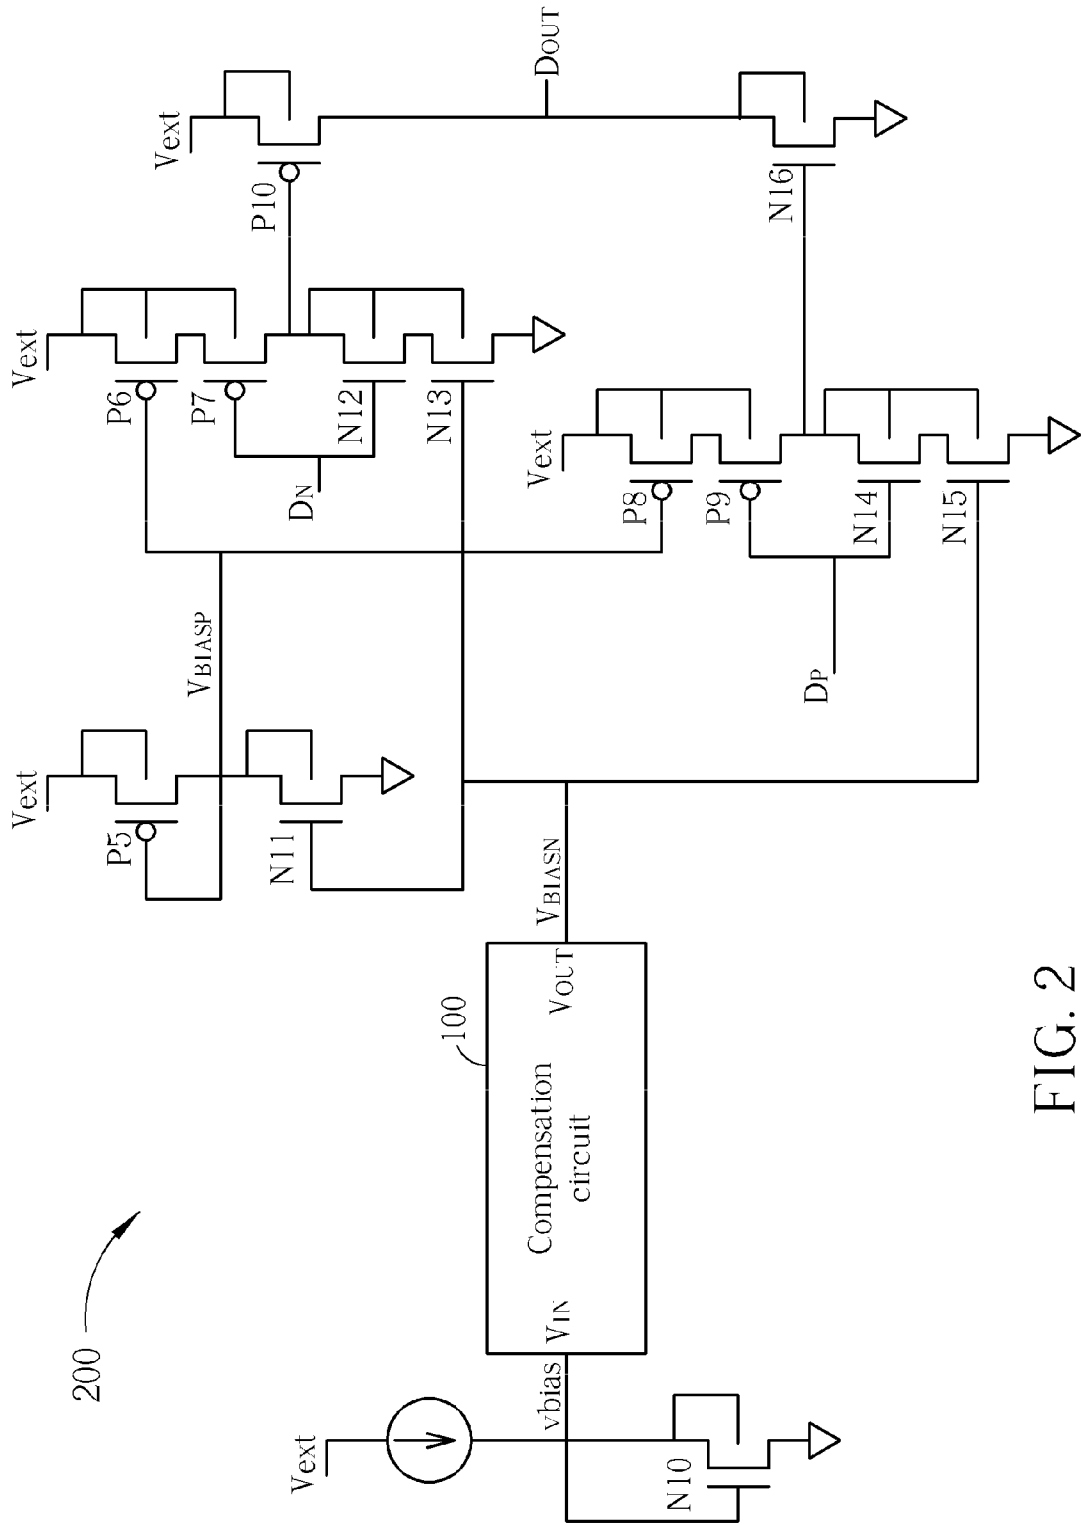 200
Vext
vbias
N10
100
VIN
Compensation
circuit
VOUT
VBIASN
Vext
P5
N11
VBIASP
Vext
P6
P7
DN
N12
N13
Vext
P8
P9
DP
N14
N15
Vext
P10
DOUT
N16
FIG. 2